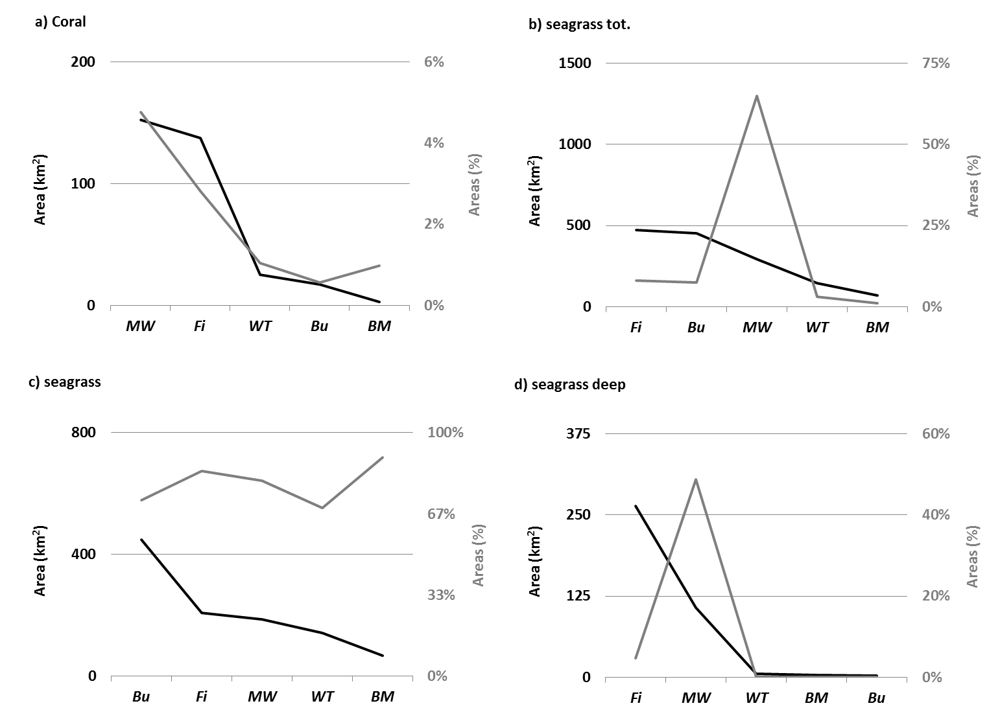 a) Coral
200
100
0
Area (km²)
6%
4%
2%
0%
Areas (%)
MW Fi WT Bu BM
b) seagrass tot.
1500
1000
500
0
Area (km²)
75%
50%
25%
0%
Areas (%)
Fi Bu MW WT BM
c) seagrass
800
400
0
Area (km²)
100%
67%
33%
0%
Areas (%)
Bu Fi MW WT BM
d) seagrass deep
375
250
125
0
Area (km²)
60%
40%
20%
0%
Areas (%)
Fi MW WT BM Bu